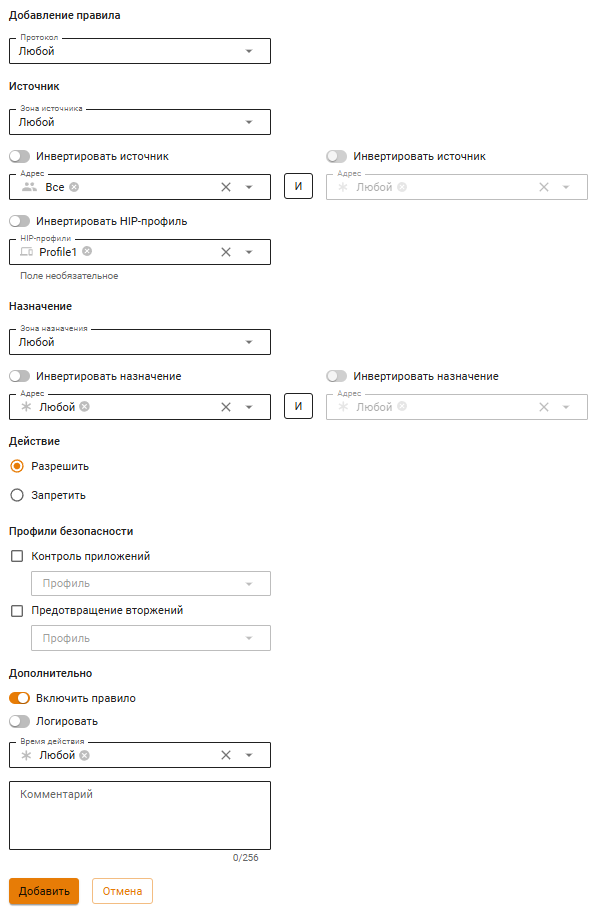 Добавление правила
Протокол
Любой
Источник
Зона источника
Любой
Инвертировать источник
Инвертировать источник
Адрес
Все
И
Адрес
Любой
Инвертировать HIP-профиль
HIP-профили
Profile1
Поле необязательное
Назначение
Зона назначения
Любой
Инвертировать назначение
Инвертировать назначение
Адрес
Любой
И
Адрес
Любой
Действие
Разрешить
Запретить
Профили безопасности
Контроль приложений
Профиль
Предотвращение вторжений
Профиль
Дополнительно
Включить правило
Логировать
Время действия
Любой
Комментарий
0/256
Добавить
Отмена